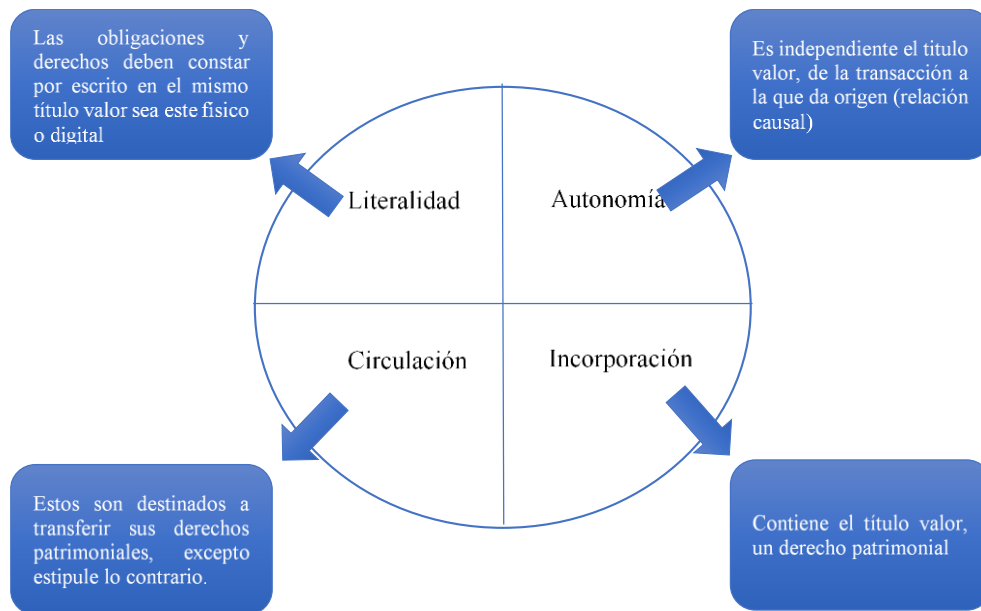 Las obligaciones y
derechos deben constar
por escrito en el mismo
título valor sea este físico
o digital
Es independiente el titulo
valor, de la transacción a
la que da origen (relación
causal)
Literalidad
Autonomía
Circulación
Incorporación
Estos son destinados a
transferir sus derechos
patrimoniales, excepto
estipule lo contrario.
Contiene el título valor,
un derecho patrimonial